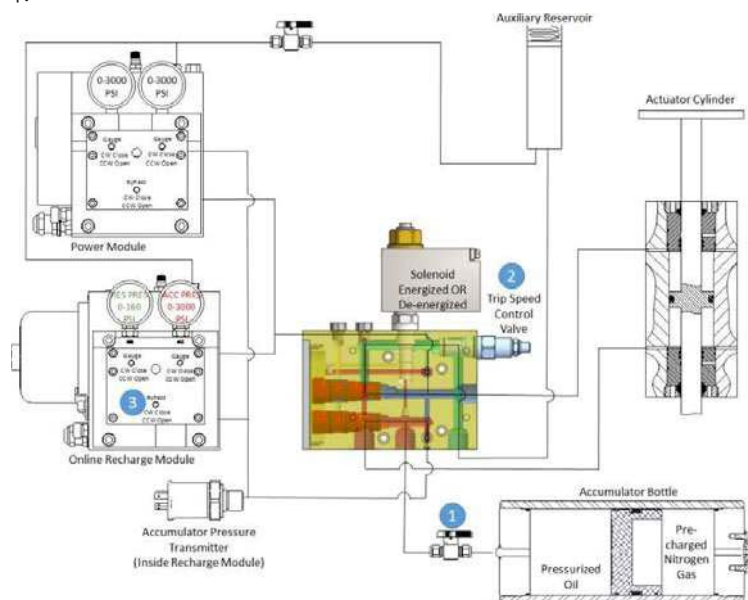 Auxiliary Reservoir
Actuator Cylinder
0-3000
PSI
0-3000
PSI
Gauge
CW Close
CCW Open
Gauge
CW Close
CCW Open
Bypass
CW Close
CCW Open
Power Module
Solenoid
Energized OR
De-energized
2
Trip Speed
Control
Valve
RES PRES
0-160
PSI
ACC PRES
0-3000
PSI
Gauge
CW Close
CCW Open
Gauge
CW Close
CCW Open
3
Bypass
CW Close
CCW Open
Online Recharge Module
Accumulator Pressure
Transmitter
(Inside Recharge Module)
1
Accumulator Bottle
Pressurized
Oil
Pre-
charged
Nitrogen
Gas